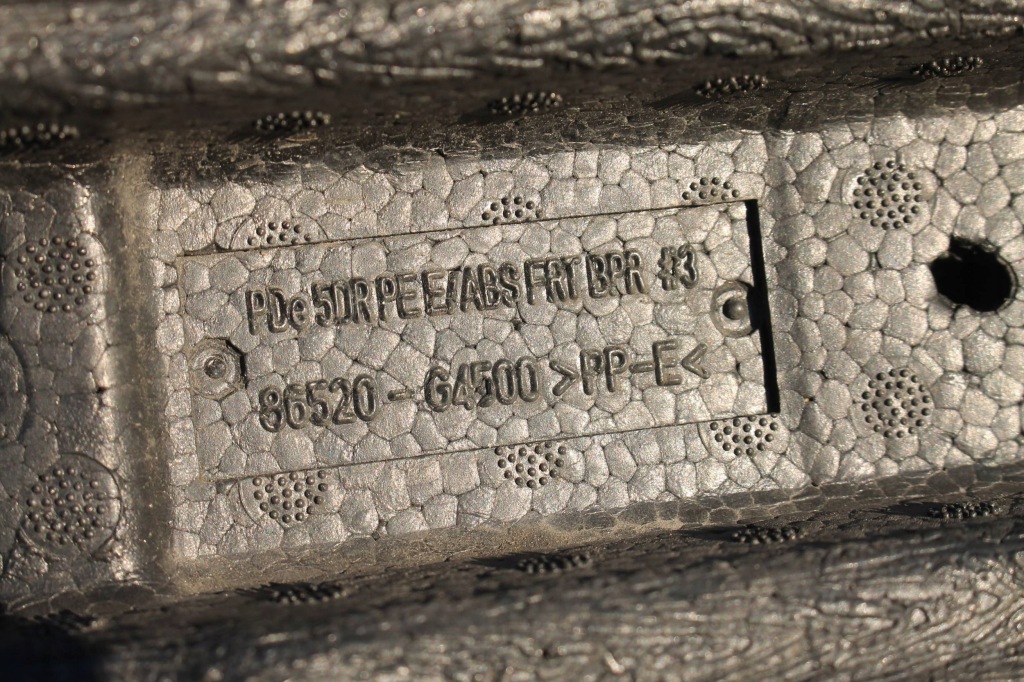 PDe 5DR PE E/ABS FRT BPR #3
86520-G4500 >PP-E<